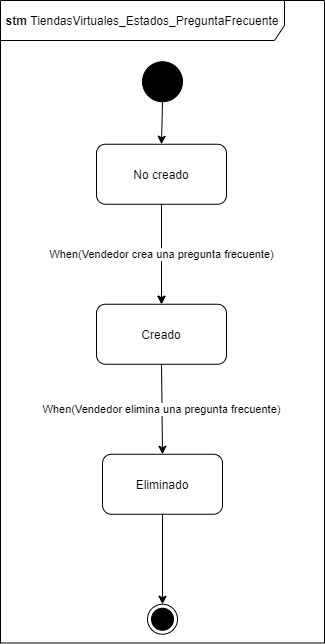 stm TiendasVirtuales_Estados_PreguntaFrecuente
No creado
When(Vendedor crea una pregunta frecuente)
Creado
When(Vendedor elimina una pregunta frecuente)
Eliminado